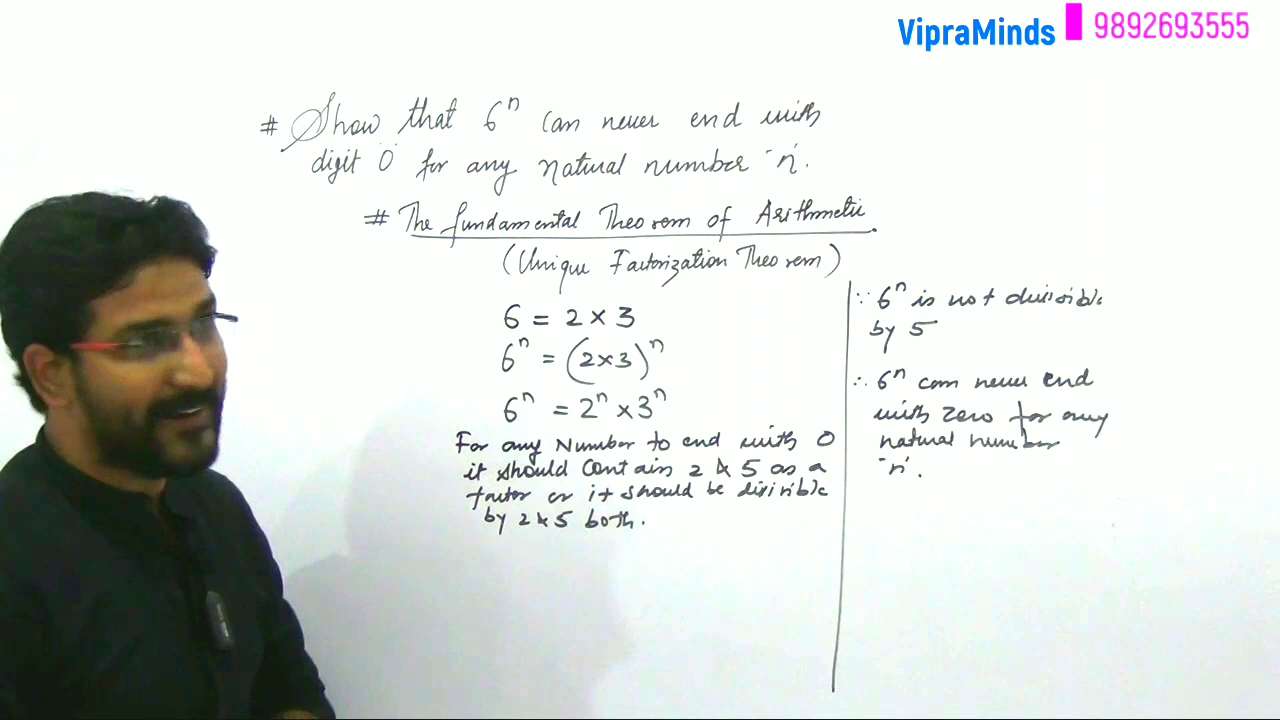 VipraMinds 9892693555
# Show that 6ⁿ can never end with
digit '0' for any natural number 'n'.
# The fundamental Theorem of Arithmetic.
(Unique Factorization Theorem)
6 = 2 × 3
6ⁿ = (2×3)ⁿ
6ⁿ = 2ⁿ × 3ⁿ
For any Number to end with 0
it should contain 2 & 5 as a
factor or it should be divisible
by 2 & 5 both.
∵ 6ⁿ is not divisible
by 5
∴ 6ⁿ can never end
with zero for any
natural number
'n'.